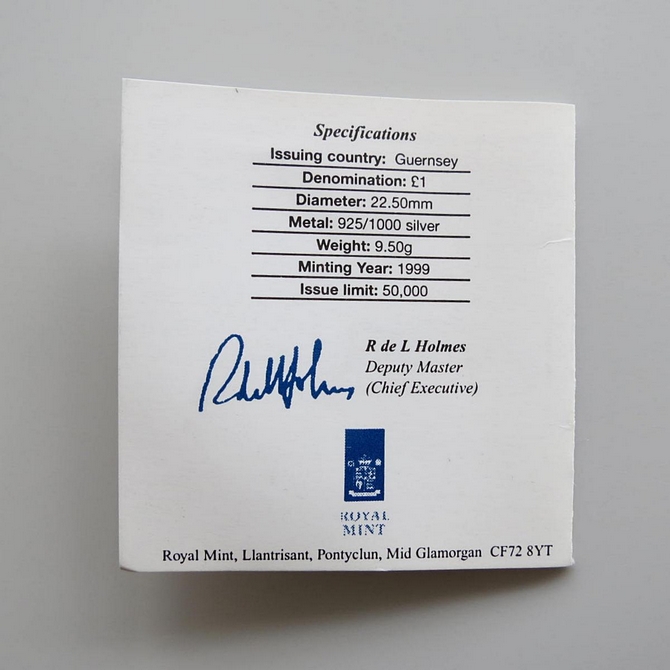 Specifications
Issuing country: Guernsey
Denomination: £1
Diameter: 22.50mm
Metal: 925/1000 silver
Weight: 9.50g
Minting Year: 1999
Issue limit: 50,000
R de L Holmes
R de L Holmes
Deputy Master
(Chief Executive)
ROYAL
MINT
Royal Mint, Llantrisant, Pontyclun, Mid Glamorgan CF72 8YT